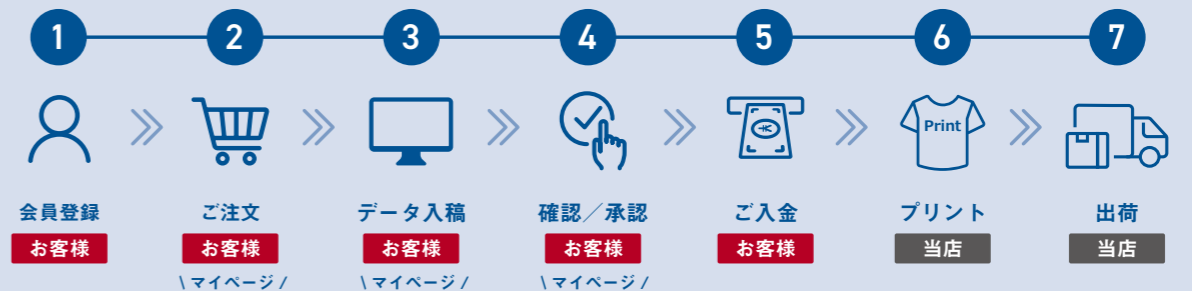 1 2 3 4 5 6 7
Print
会員登録 ご注文 データ入稿 確認／承認 ご入金 プリント 出荷
お客様 お客様 お客様 お客様 お客様 当店 当店
\ マイページ / \ マイページ / \ マイページ /